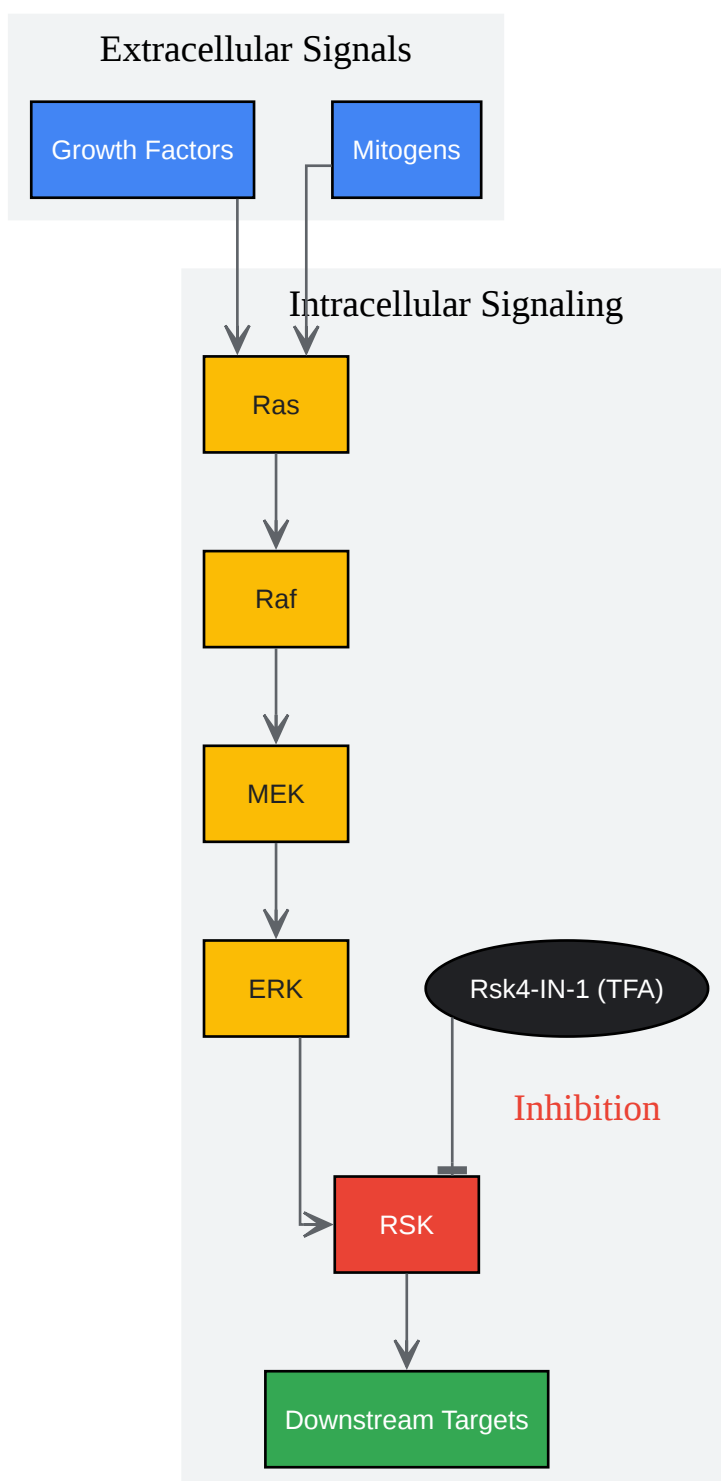 Extracellular Signals
Growth Factors
Mitogens
Intracellular Signaling
Ras
Raf
MEK
ERK
Rsk4-IN-1 (TFA)
Inhibition
RSK
Downstream Targets